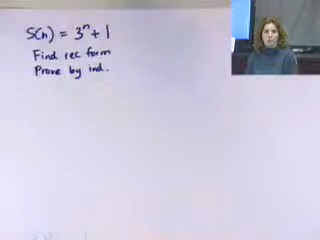 S(n) = 3ⁿ + 1
Find rec form
Prove by ind.